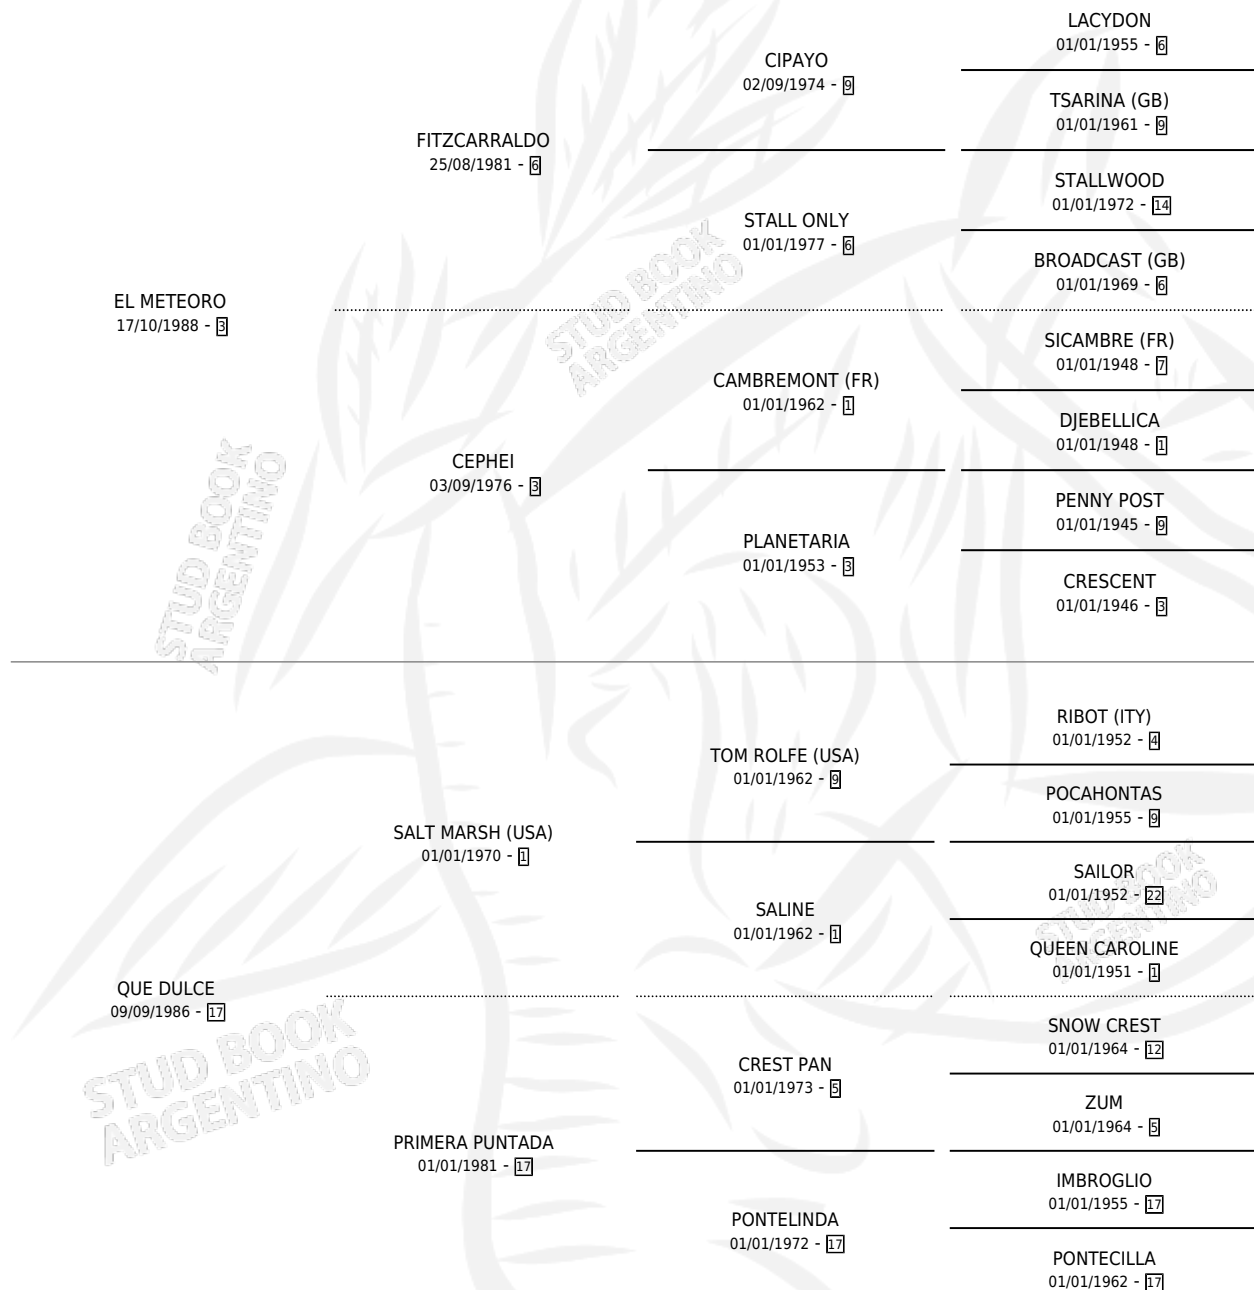 LACYDON
01/01/1955 - 6
CIPAYO
02/09/1974 - 9
TSARINA (GB)
01/01/1961 - 9
FITZCARRALDO
25/08/1981 - 6
STALLWOOD
01/01/1972 - 14
STALL ONLY
01/01/1977 - 6
BROADCAST (GB)
01/01/1969 - 6
EL METEORO
17/10/1988 - 3
STUD BOOK
ARGENTINO
SICAMBRE (FR)
01/01/1948 - 7
CAMBREMONT (FR)
01/01/1962 - 1
DJEBELLICA
01/01/1948 - 1
CEPHEI
03/09/1976 - 3
PENNY POST
01/01/1945 - 9
PLANETARIA
01/01/1953 - 3
CRESCENT
01/01/1946 - 3
STUD BOOK
ARGENTINO
RIBOT (ITY)
01/01/1952 - 4
TOM ROLFE (USA)
01/01/1962 - 9
POCAHONTAS
01/01/1955 - 9
SALT MARSH (USA)
01/01/1970 - 1
SAILOR
01/01/1952 - 22
SALINE
01/01/1962 - 1
STUD BOOK
ARGENTINO
QUEEN CAROLINE
01/01/1951 - 1
QUE DULCE
09/09/1986 - 17
STUD BOOK
ARGENTINO
SNOW CREST
01/01/1964 - 12
CREST PAN
01/01/1973 - 5
ZUM
01/01/1964 - 5
PRIMERA PUNTADA
01/01/1981 - 17
IMBROGLIO
01/01/1955 - 17
PONTELINDA
01/01/1972 - 17
PONTECILLA
01/01/1962 - 17